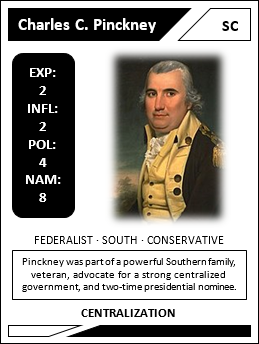 Charles C. Pinckney
SC
EXP:
2
INFL:
2
POL:
4
NAM:
8
FEDERALIST · SOUTH · CONSERVATIVE
Pinckney was part of a powerful Southern family,
veteran, advocate for a strong centralized
government, and two-time presidential nominee.
CENTRALIZATION